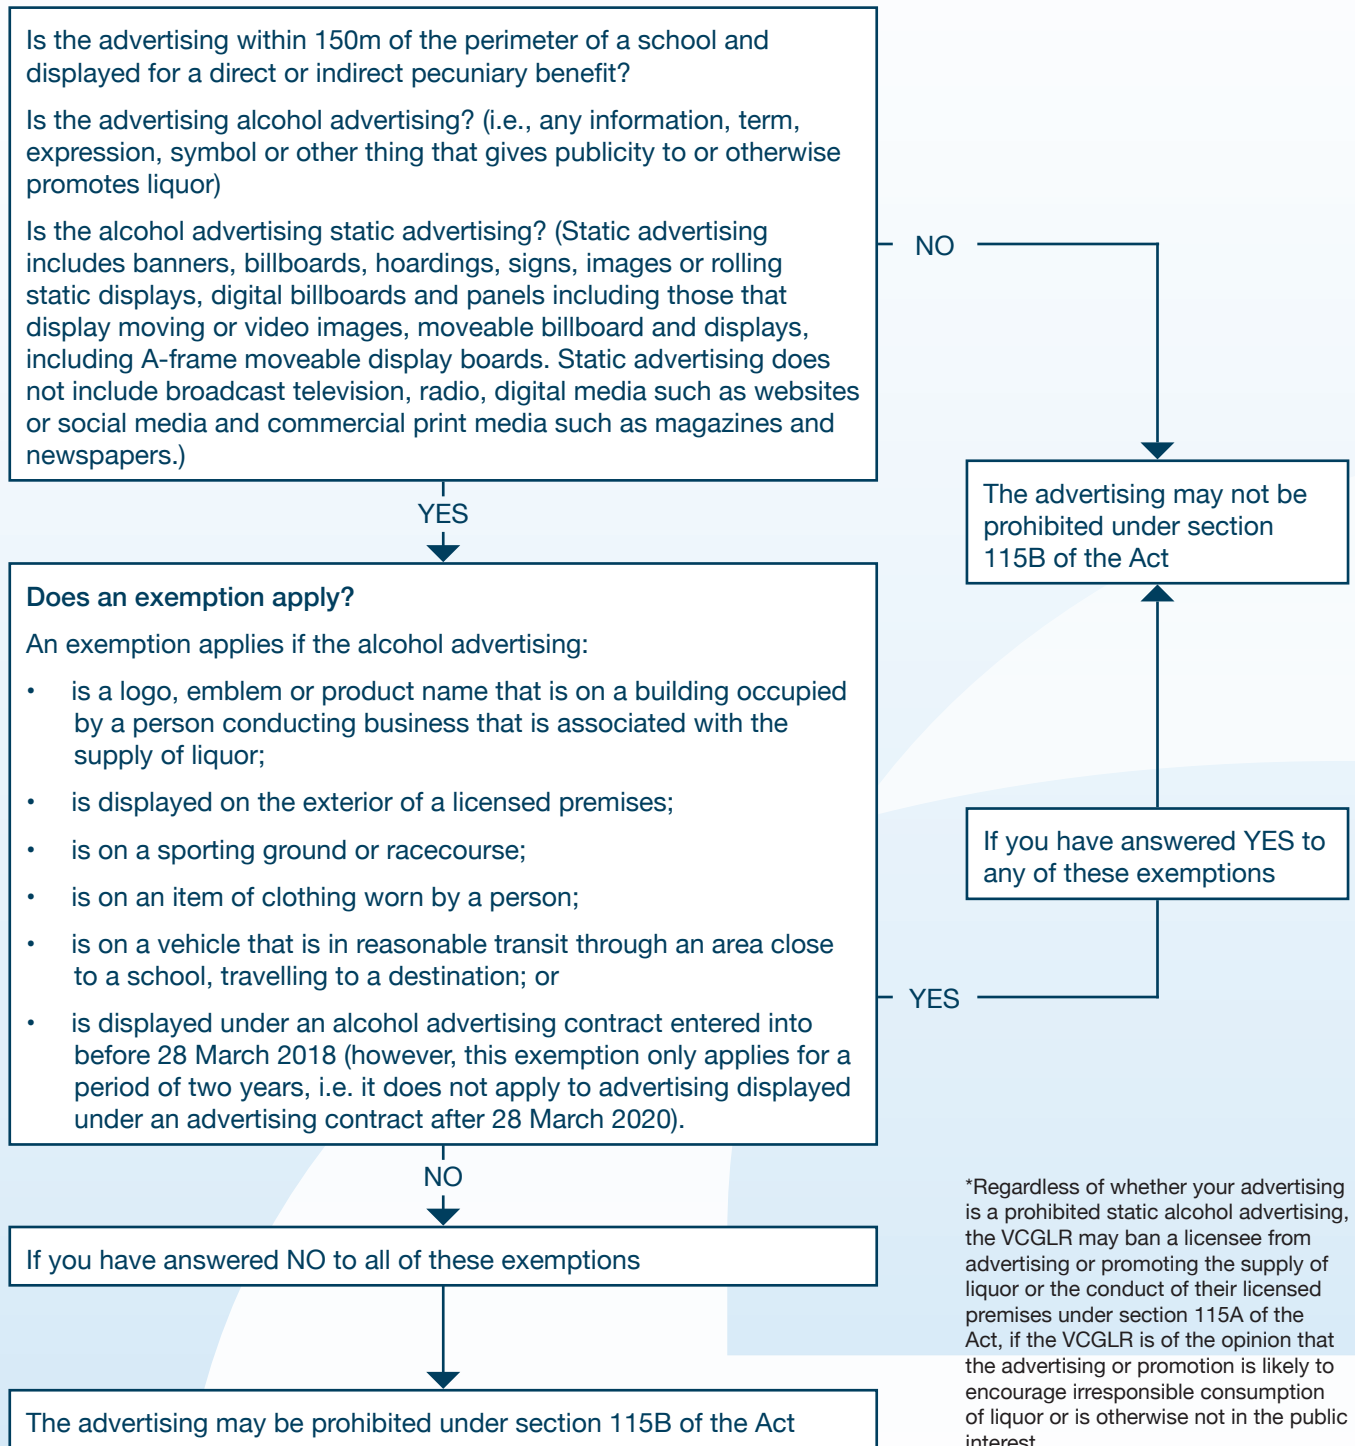 Is the advertising within 150m of the perimeter of a school and
displayed for a direct or indirect pecuniary benefit?
Is the advertising alcohol advertising? (i.e., any information, term,
expression, symbol or other thing that gives publicity to or otherwise
promotes liquor)
Is the alcohol advertising static advertising? (Static advertising
includes banners, billboards, hoardings, signs, images or rolling
static displays, digital billboards and panels including those that
display moving or video images, moveable billboard and displays,
including A-frame moveable display boards. Static advertising does
not include broadcast television, radio, digital media such as websites
or social media and commercial print media such as magazines and
newspapers.)
NO
The advertising may not be
prohibited under section
115B of the Act
YES
Does an exemption apply?
An exemption applies if the alcohol advertising:
• is a logo, emblem or product name that is on a building occupied
by a person conducting business that is associated with the
supply of liquor;
• is displayed on the exterior of a licensed premises;
• is on a sporting ground or racecourse;
• is on an item of clothing worn by a person;
• is on a vehicle that is in reasonable transit through an area close
to a school, travelling to a destination; or
• is displayed under an alcohol advertising contract entered into
before 28 March 2018 (however, this exemption only applies for a
period of two years, i.e. it does not apply to advertising displayed
under an advertising contract after 28 March 2020).
YES
If you have answered YES to
any of these exemptions
NO
If you have answered NO to all of these exemptions
The advertising may be prohibited under section 115B of the Act
*Regardless of whether your advertising
is a prohibited static alcohol advertising,
the VCGLR may ban a licensee from
advertising or promoting the supply of
liquor or the conduct of their licensed
premises under section 115A of the
Act, if the VCGLR is of the opinion that
the advertising or promotion is likely to
encourage irresponsible consumption
of liquor or is otherwise not in the public
interest